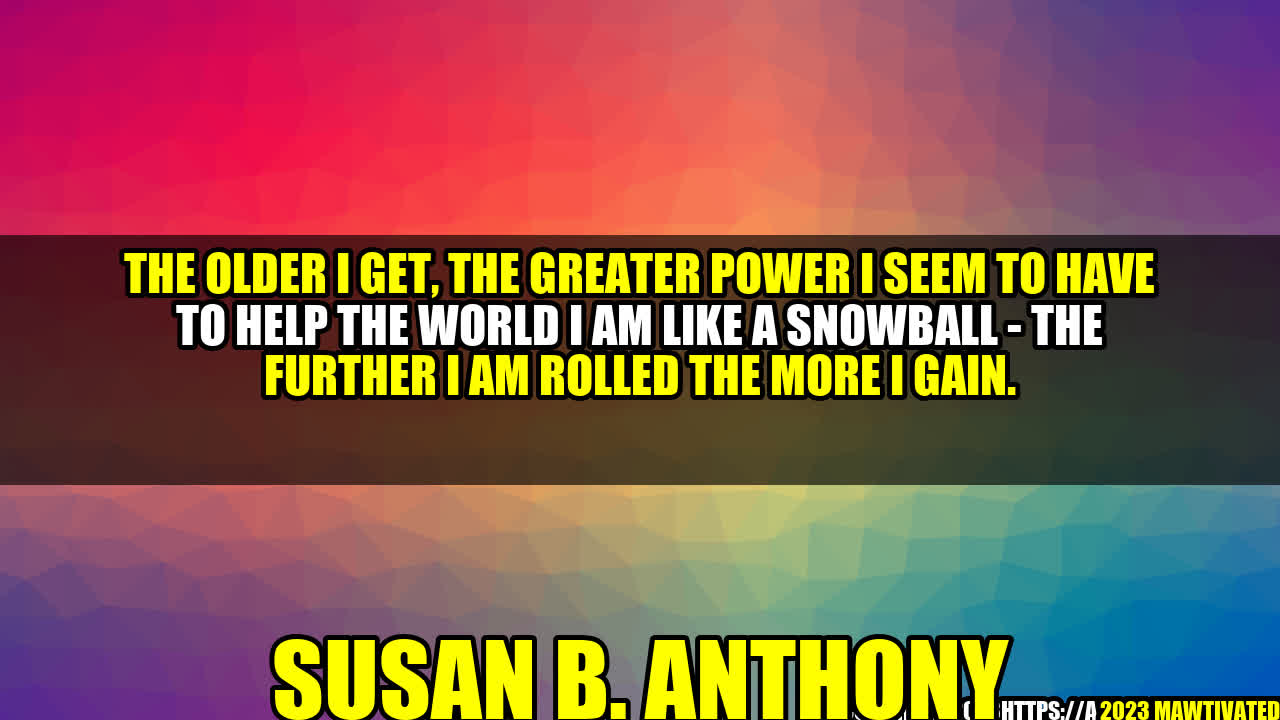 THE OLDER I GET, THE GREATER POWER I SEEM TO HAVE
TO HELP THE WORLD I AM LIKE A SNOWBALL - THE
FURTHER I AM ROLLED THE MORE I GAIN.
SUSAN B. ANTHONY
HTTPS://A 2023 MAWTIVATED